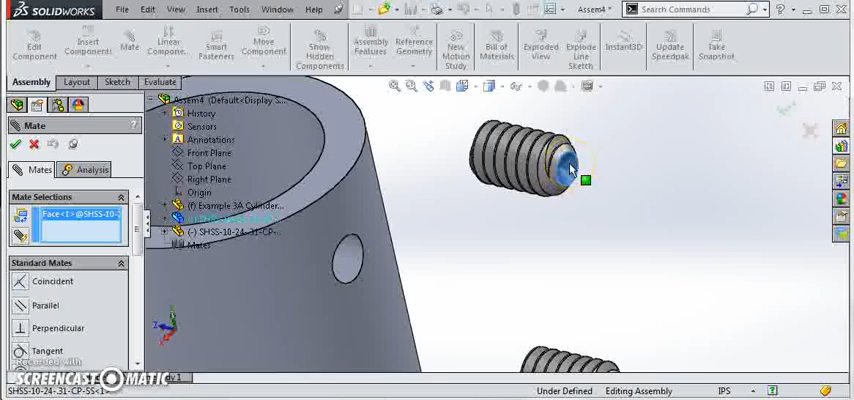 SOLIDWORKS File Edit View Insert Tools Window Help Assem4 * Search Commands
Edit Component Insert Components Mate Linear Compone... Smart Fasteners Move Component Show Hidden Components Assembly Features Reference Geometry New Motion Study Bill of Materials Exploded View Explode Line Sketch Instant3D Update Speedpak Take Snapshot
Assembly Layout Sketch Evaluate
Assem4 (Default<Display S...
History
Sensors
Annotations
Front Plane
Top Plane
Right Plane
Origin
(f) Example 3A Cylinder...
(-) SHSS-10-24-.31-CP-...
Mates
Mate
Mates Analysis
Mate Selections
Face<1>@SHSS-10-
Standard Mates
Coincident
Parallel
Perpendicular
Tangent
Recorded with
SCREENCAST-O-MATIC
SHSS-10-24-.31-CP-SS<1> Under Defined Editing Assembly IPS